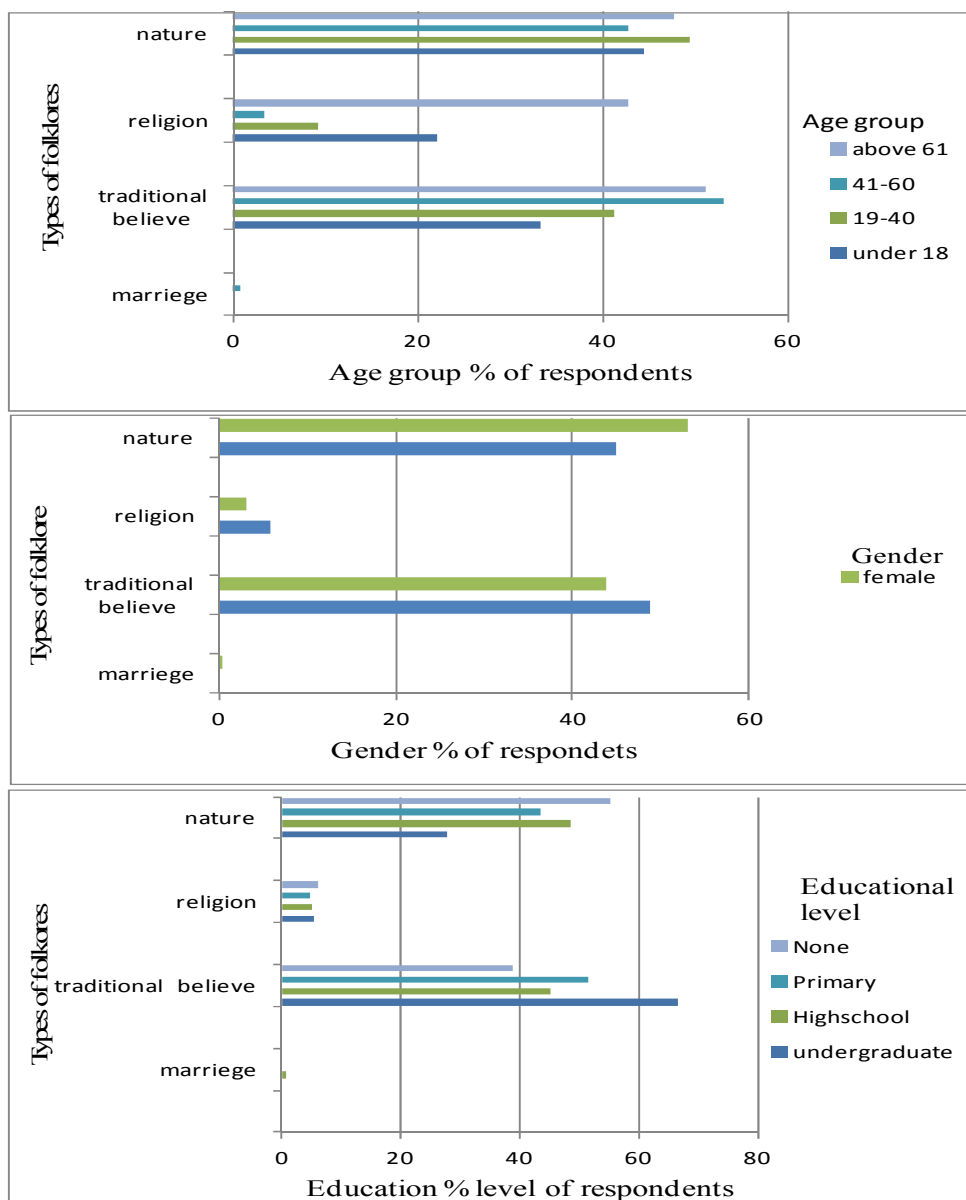 nature
religion
traditional
believe
marriege
Types of folklores
0 20 40 60
Age group % of respondents
Age group
above 61
41-60
19-40
under 18
nature
religion
traditional
believe
marriege
Types of folklore
0 20 40 60
Gender % of respondets
Gender
female
nature
religion
traditional believe
marriege
Types of folkores
0 20 40 60 80
Education % level of respondents
Educational
level
None
Primary
Highschool
undergraduate